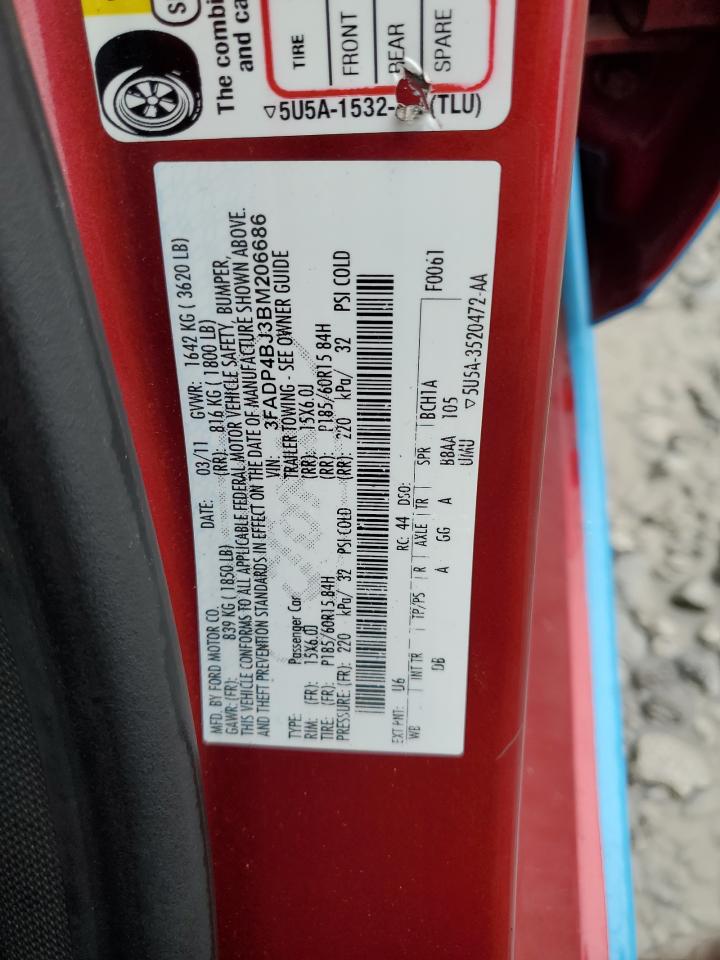 The combi
and ca
TIRE
FRONT
REAR
SPARE
5U5A-1532- (TLU)
MFD. BY FORD MOTOR CO.
DATE: 03/11 GVWR: 1642 KG ( 3620 LB)
GAWR: (FR): 839 KG ( 1850 LB) (RR): 816 KG ( 1800 LB)
THIS VEHICLE CONFORMS TO ALL APPLICABLE FEDERAL MOTOR VEHICLE SAFETY, BUMPER,
AND THEFT PREVENTION STANDARDS IN EFFECT ON THE DATE OF MANUFACTURE SHOWN ABOVE.
VIN: 3FADP4BJ3BM206686
TYPE: Passenger Car TRAILER TOWING - SEE OWNER GUIDE
RIM: (FR): 15X6.0J (RR): 15X6.0J
TIRE: (FR): P185/60R15 84H (RR): P185/60R15 84H
PRESSURE: (FR): 220 kPa/ 32 PSI COLD (RR): 220 kPa/ 32 PSI COLD
EXT PNT: U6 RC: 44 DSO: F0061
WB INT TR TP/PS R AXLE TR SPR BCH1A
DB A GG A BBAA 105
UMU ▽5U5A-3520472-AA